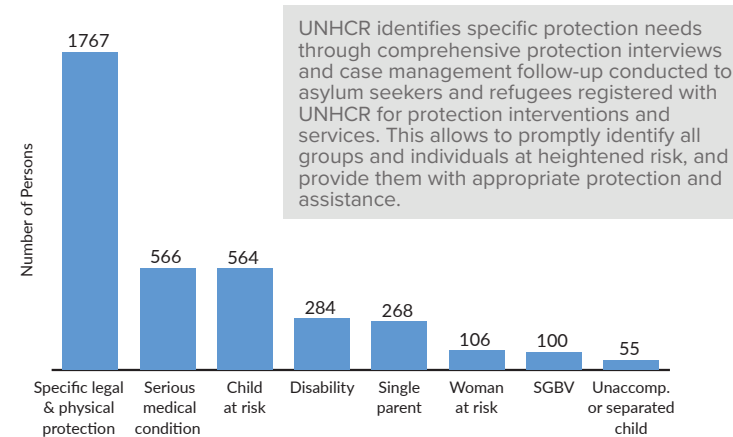 UNHCR identifies specific protection needs
through comprehensive protection interviews
and case management follow-up conducted to
asylum seekers and refugees registered with
UNHCR for protection interventions and
services. This allows to promptly identify all
groups and individuals at heightened risk, and
provide them with appropriate protection and
assistance.
Number of Persons
1767
566
564
284
268
106
100
55
Specific legal
& physical
protection
Serious
medical
condition
Child
at risk
Disability
Single
parent
Woman
at risk
SGBV
Unaccomp.
or separated
child